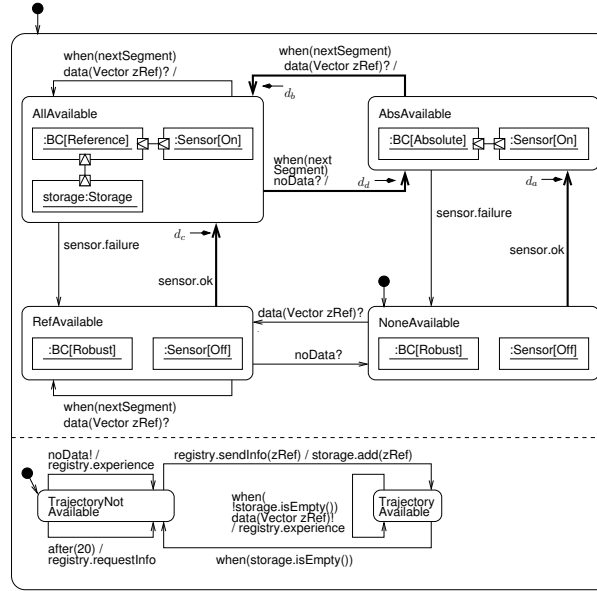 when(nextSegment)
data(Vector zRef)? /
when(nextSegment)
data(Vector zRef)? /
d_b
AllAvailable
:BC[Reference]
:Sensor[On]
storage:Storage
AbsAvailable
:BC[Absolute]
:Sensor[On]
when(next
Segment)
noData? /
d_d
d_a
sensor.failure
d_c
sensor.ok
sensor.failure
sensor.ok
RefAvailable
:BC[Robust]
:Sensor[Off]
data(Vector zRef)?
noData?
NoneAvailable
:BC[Robust]
:Sensor[Off]
when(nextSegment)
data(Vector zRef)?
noData! /
registry.experience
registry.sendInfo(zRef) / storage.add(zRef)
TrajectoryNot
Available
when(
!storage.isEmpty())
data(Vector zRef)!
/ registry.experience
Trajectory
Available
after(20) /
registry.requestInfo
when(storage.isEmpty())